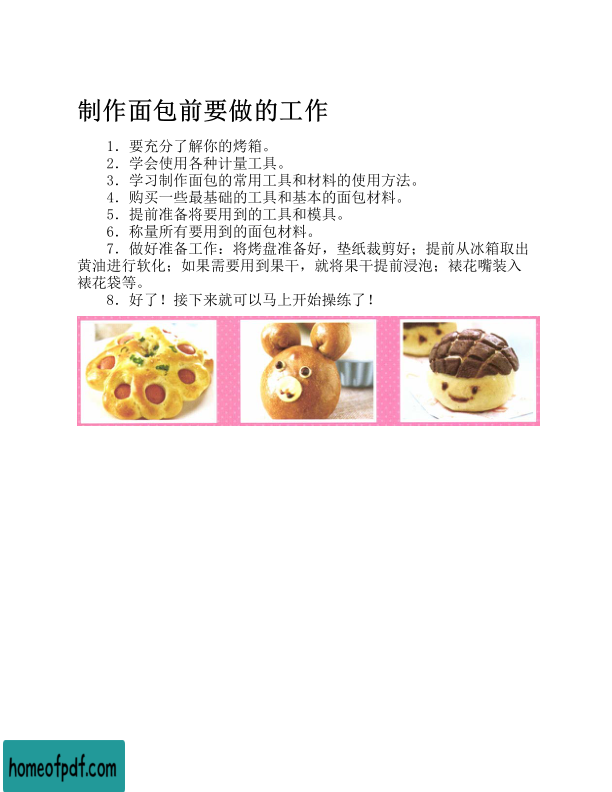 制作面包前要做的工作
1．要充分了解你的烤箱。
2．学会使用各种计量工具。
3．学习制作面包的常用工具和材料的使用方法。
4．购买一些最基础的工具和基本的面包材料。
5．提前准备将要用到的工具和模具。
6．称量所有要用到的面包材料。
7．做好准备工作：将烤盘准备好，垫纸裁剪好；提前从冰箱取出
黄油进行软化；如果需要用到果干，就将果干提前浸泡；裱花嘴装入
裱花袋等。
8．好了！接下来就可以马上开始操练了！
homeofpdf.com